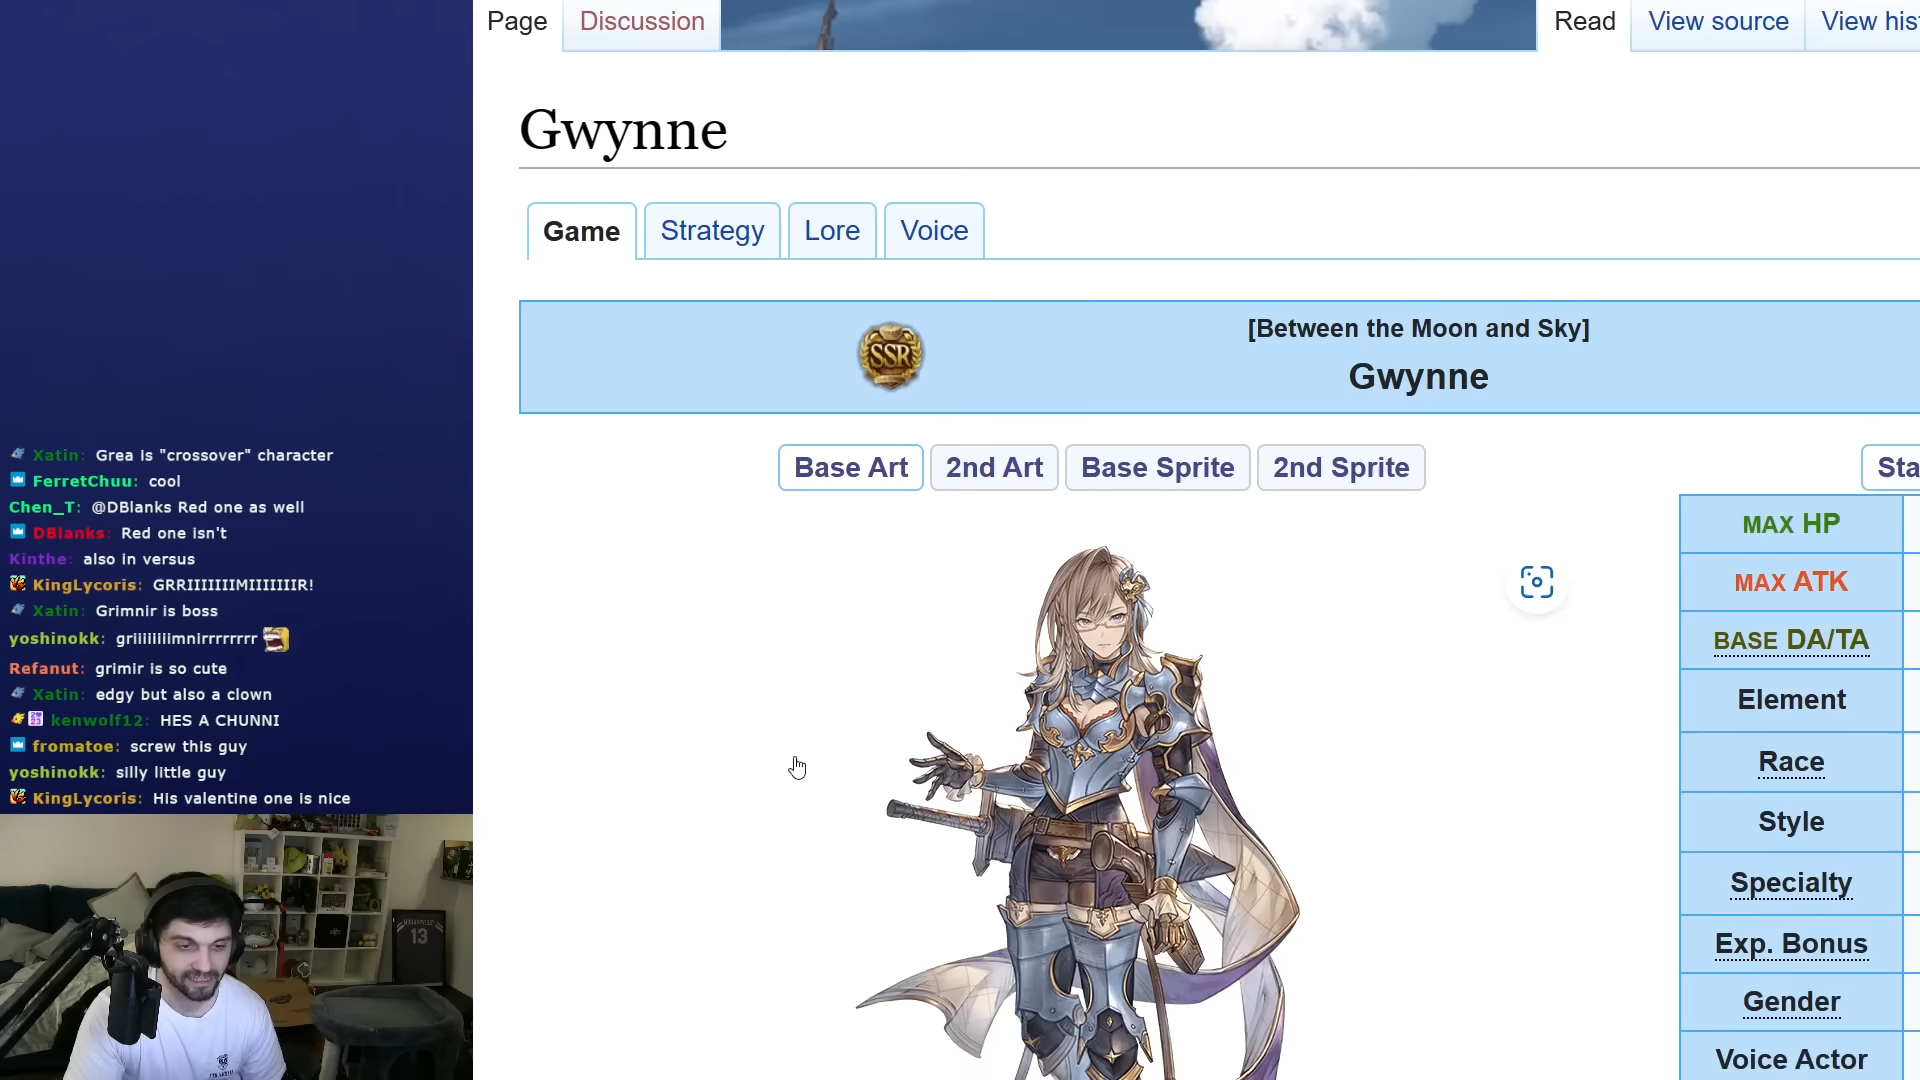 Page
Discussion
Read
View source
View his
Gwynne
Game
Strategy
Lore
Voice
SSR
[Between the Moon and Sky]
Gwynne
Base Art
2nd Art
Base Sprite
2nd Sprite
Sta
MAX HP
MAX ATK
BASE DA/TA
Element
Race
Style
Specialty
Exp. Bonus
Gender
Voice Actor
Xatin: Grea is "crossover" character
FerretChuu: cool
Chen_T: @DBlanks Red one as well
DBlanks: Red one isn't
Kinthe: also in versus
KingLycoris: GRRIIIIIIIMIIIIIIR!
Xatin: Grimnir is boss
yoshinokk: griiiiiiiimnirrrrrrrr
Refanut: grimir is so cute
Xatin: edgy but also a clown
kenwolf12: HES A CHUNNI
fromatoe: screw this guy
yoshinokk: silly little guy
KingLycoris: His valentine one is nice
13